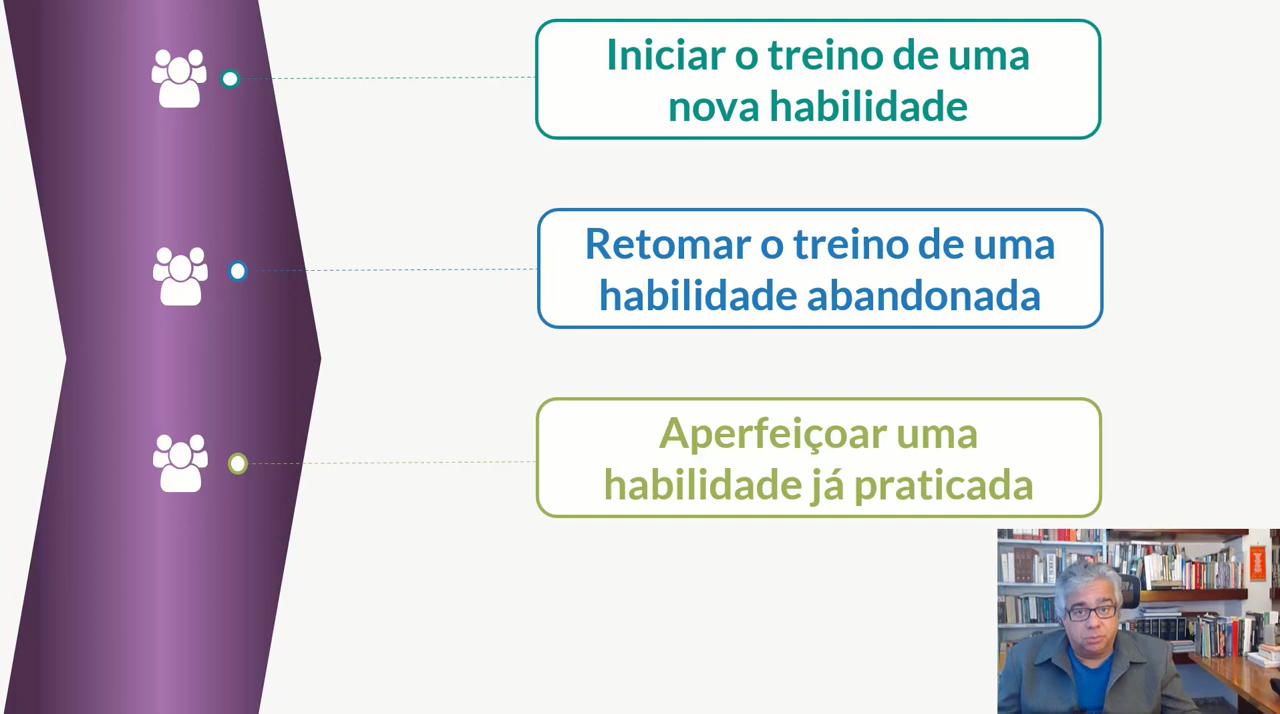 Iniciar o treino de uma
nova habilidade
Retomar o treino de uma
habilidade abandonada
Aperfeiçoar uma
habilidade já praticada